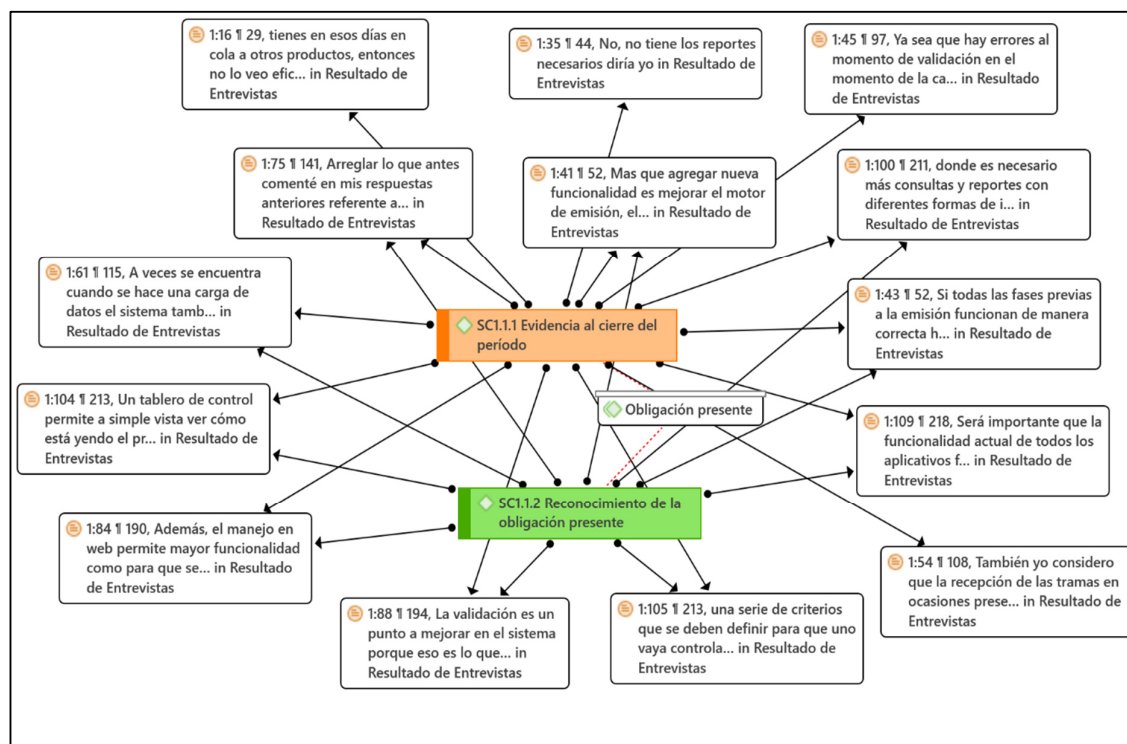 1:16 ¶ 29, tienes en esos días en
cola a otros productos, entonces
no lo veo efic... in Resultado de
Entrevistas
1:35 ¶ 44, No, no tiene los reportes
necesarios diría yo in Resultado de
Entrevistas
1:45 ¶ 97, Ya sea que hay errores al
momento de validación en el
momento de la ca... in Resultado
de Entrevistas
1:75 ¶ 141, Arreglar lo que antes
comenté en mis respuestas
anteriores referente a... in
Resultado de Entrevistas
1:41 ¶ 52, Mas que agregar nueva
funcionalidad es mejorar el motor
de emisión, el... in Resultado de
Entrevistas
1:100 ¶ 211, donde es necesario
más consultas y reportes con
diferentes formas de i... in
Resultado de Entrevistas
1:61 ¶ 115, A veces se encuentra
cuando se hace una carga de
datos el sistema tamb... in
Resultado de Entrevistas
1:43 ¶ 52, Si todas las fases previas
a la emisión funcionan de manera
correcta h... in Resultado de
Entrevistas
SC1.1.1 Evidencia al cierre del
período
1:104 ¶ 213, Un tablero de control
permite a simple vista ver cómo
está yendo el pr... in Resultado de
Entrevistas
Obligación presente
1:109 ¶ 218, Será importante que la
funcionalidad actual de todos los
aplicativos f... in Resultado de
Entrevistas
SC1.1.2 Reconocimiento de la
obligación presente
1:84 ¶ 190, Además, el manejo en
web permite mayor funcionalidad
como para que se... in Resultado
de Entrevistas
1:54 ¶ 108, También yo considero
que la recepción de las tramas en
ocasiones prese... in Resultado de
Entrevistas
1:88 ¶ 194, La validación es un
punto a mejorar en el sistema
porque eso es lo que... in
Resultado de Entrevistas
1:105 ¶ 213, una serie de criterios
que se deben definir para que uno
vaya controla... in Resultado de
Entrevistas